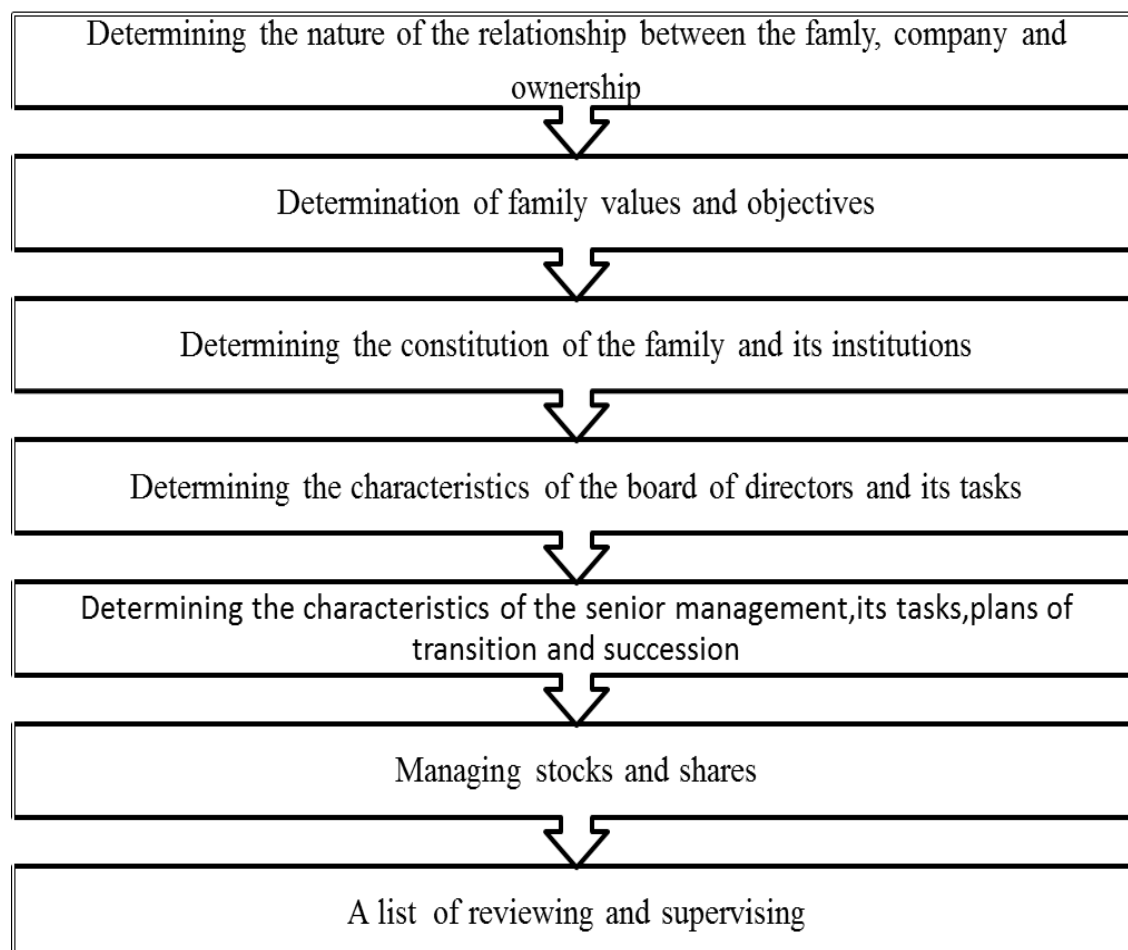 Determining the nature of the relationship between the famly, company and
ownership
Determination of family values and objectives
Determining the constitution of the family and its institutions
Determining the characteristics of the board of directors and its tasks
Determining the characteristics of the senior management,its tasks,plans of
transition and succession
Managing stocks and shares
A list of reviewing and supervising